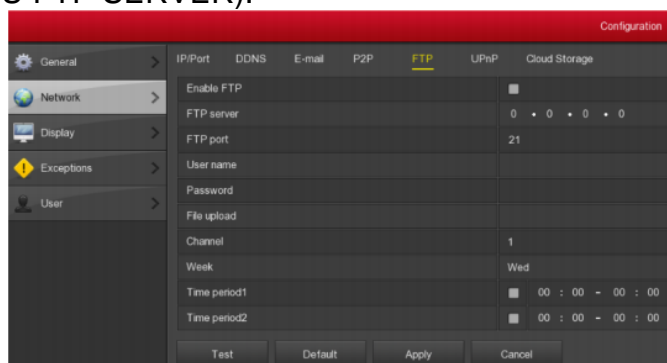 Configuration
General
Network
Display
Exceptions
User
IP/Port DDNS E-mail P2P FTP UPnP Cloud Storage
Enable FTP
FTP server 0 • 0 • 0 • 0
FTP port 21
User name
Password
File upload
Channel 1
Week Wed
Time period1 00 : 00 - 00 : 00
Time period2 00 : 00 - 00 : 00
Test Default Apply Cancel